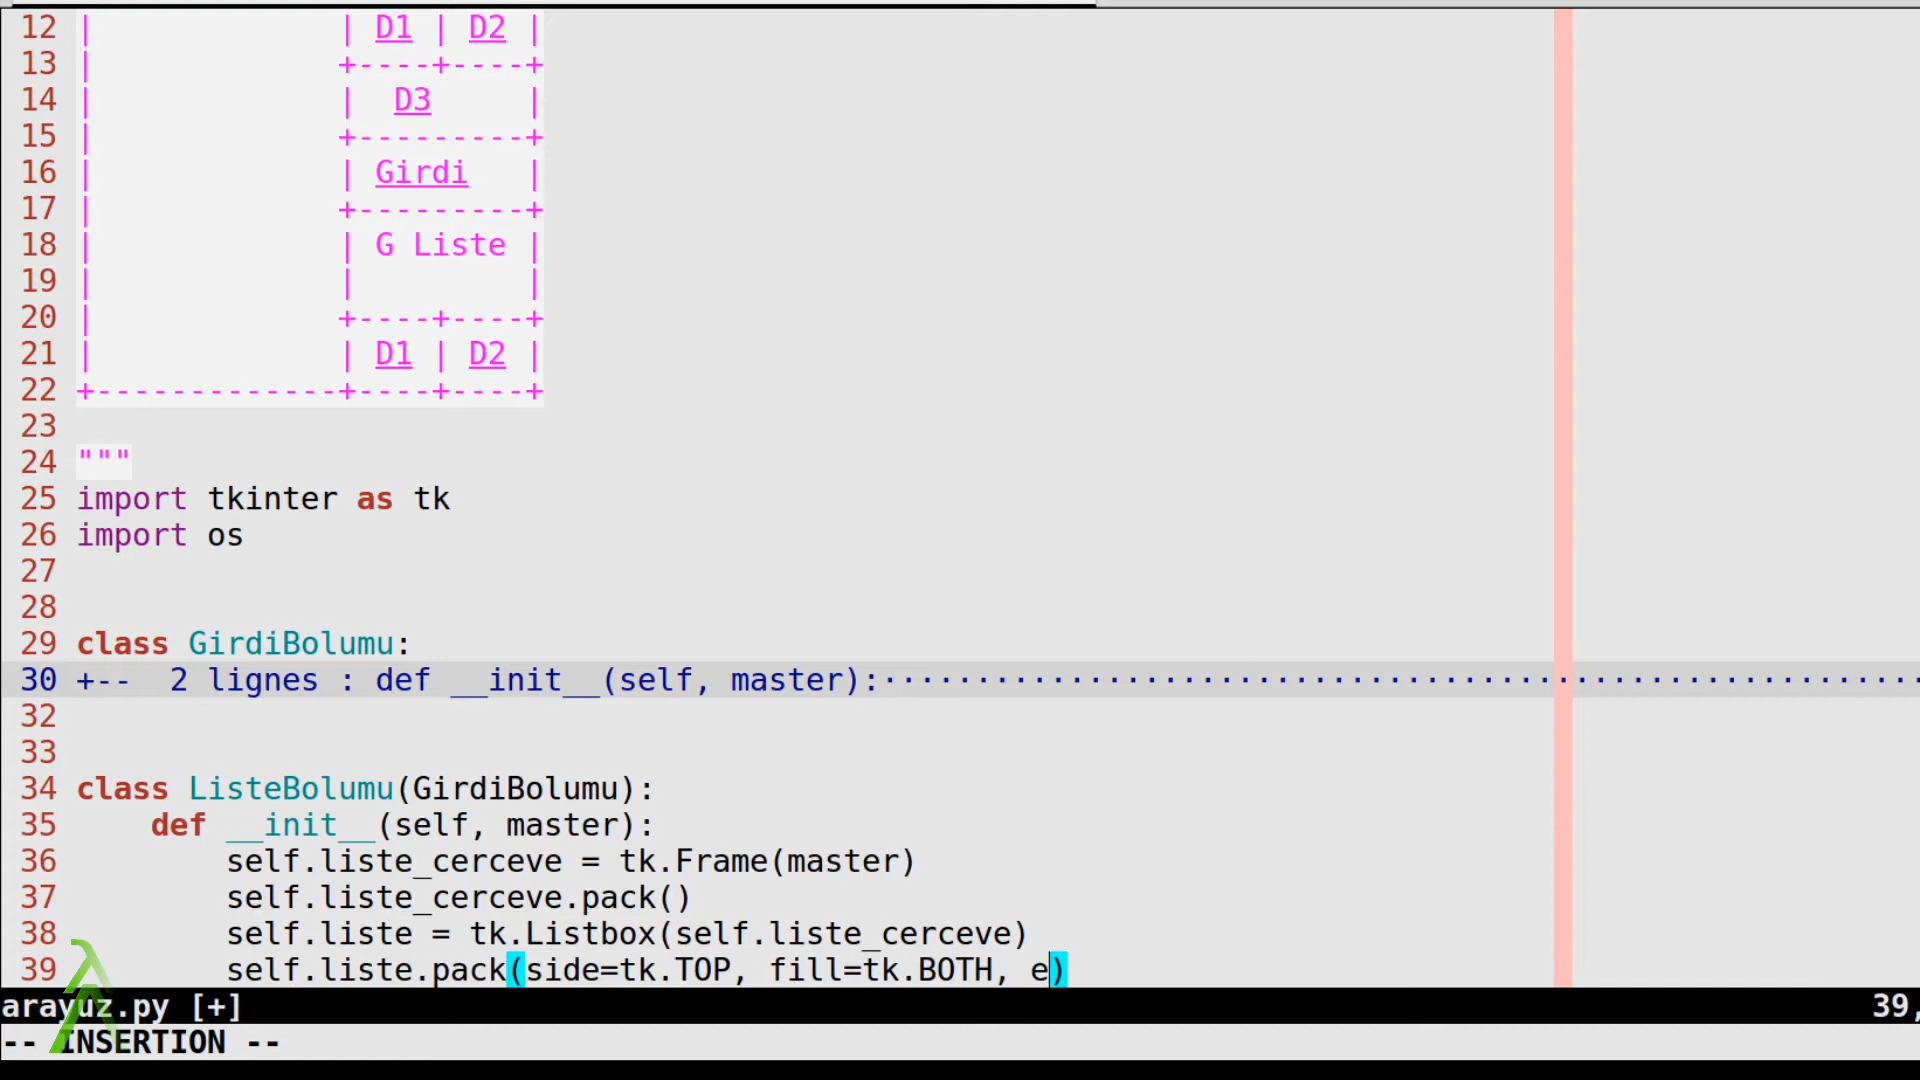 12 |             | D1 | D2 |
13 |             +----+----+
14 |             |  D3     |
15 |             +---------+
16 |             | Girdi   |
17 |             +---------+
18 |             | G Liste |
19 |             |         |
20 |             +----+----+
21 |             | D1 | D2 |
22 +-------------+----+----+
23
24 """
25 import tkinter as tk
26 import os
27
28
29 class GirdiBolumu:
30 +--  2 lignes : def __init__(self, master):·······················································
32
33
34 class ListeBolumu(GirdiBolumu):
35     def __init__(self, master):
36         self.liste_cerceve = tk.Frame(master)
37         self.liste_cerceve.pack()
38         self.liste = tk.Listbox(self.liste_cerceve)
39         self.liste.pack(side=tk.TOP, fill=tk.BOTH, e)
arayuz.py [+] 39,
-- INSERTION --